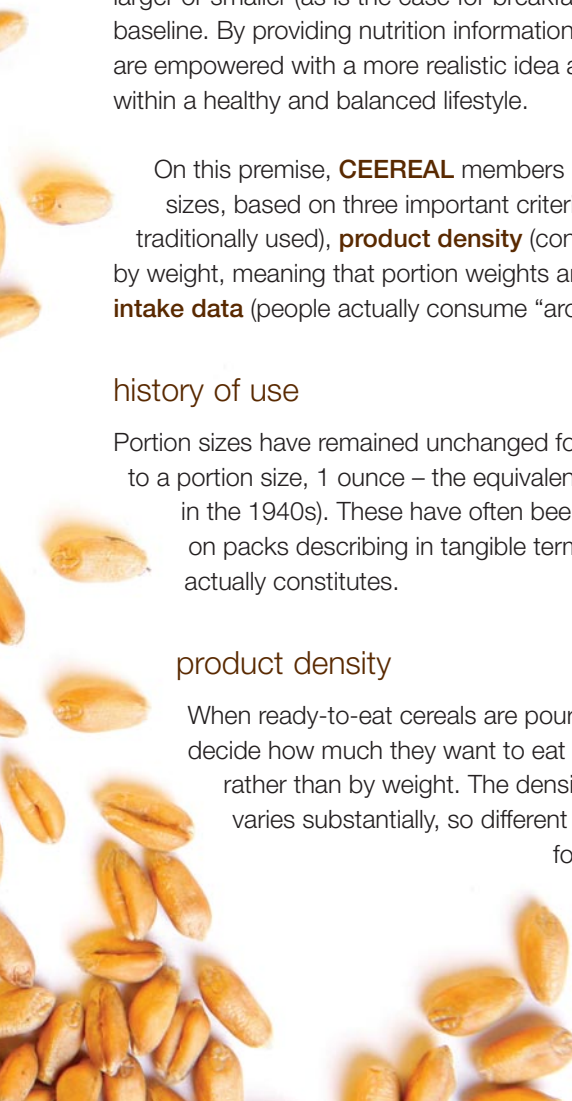 larger or smaller (as is the case for breakfa
baseline. By providing nutrition information
are empowered with a more realistic idea a
within a healthy and balanced lifestyle.
On this premise, CEEREAL members
sizes, based on three important criter
traditionally used), product density (con
by weight, meaning that portion weights a
intake data (people actually consume “aro
history of use
Portion sizes have remained unchanged fo
to a portion size, 1 ounce – the equivalen
in the 1940s). These have often bee
on packs describing in tangible term
actually constitutes.
product density
When ready-to-eat cereals are pour
decide how much they want to eat
rather than by weight. The densi
varies substantially, so different
fo